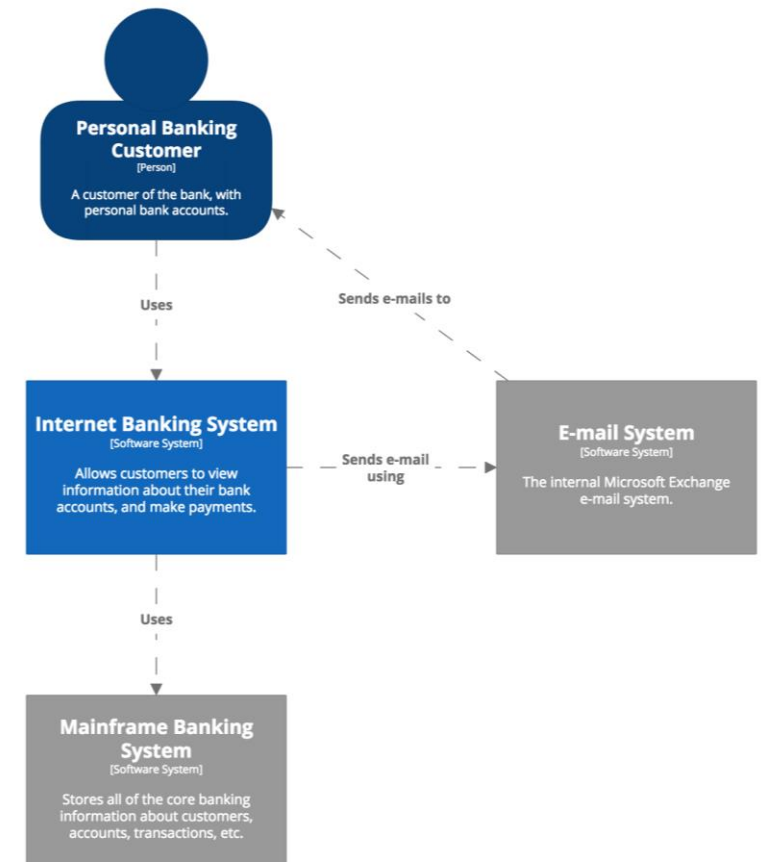 Personal Banking
Customer
[Person]
A customer of the bank, with
personal bank accounts.
Uses
Sends e-mails to
Internet Banking System
[Software System]
Allows customers to view
information about their bank
accounts, and make payments.
Sends e-mail
using
E-mail System
[Software System]
The internal Microsoft Exchange
e-mail system.
Uses
Mainframe Banking
System
[Software System]
Stores all of the core banking
information about customers,
accounts, transactions, etc.